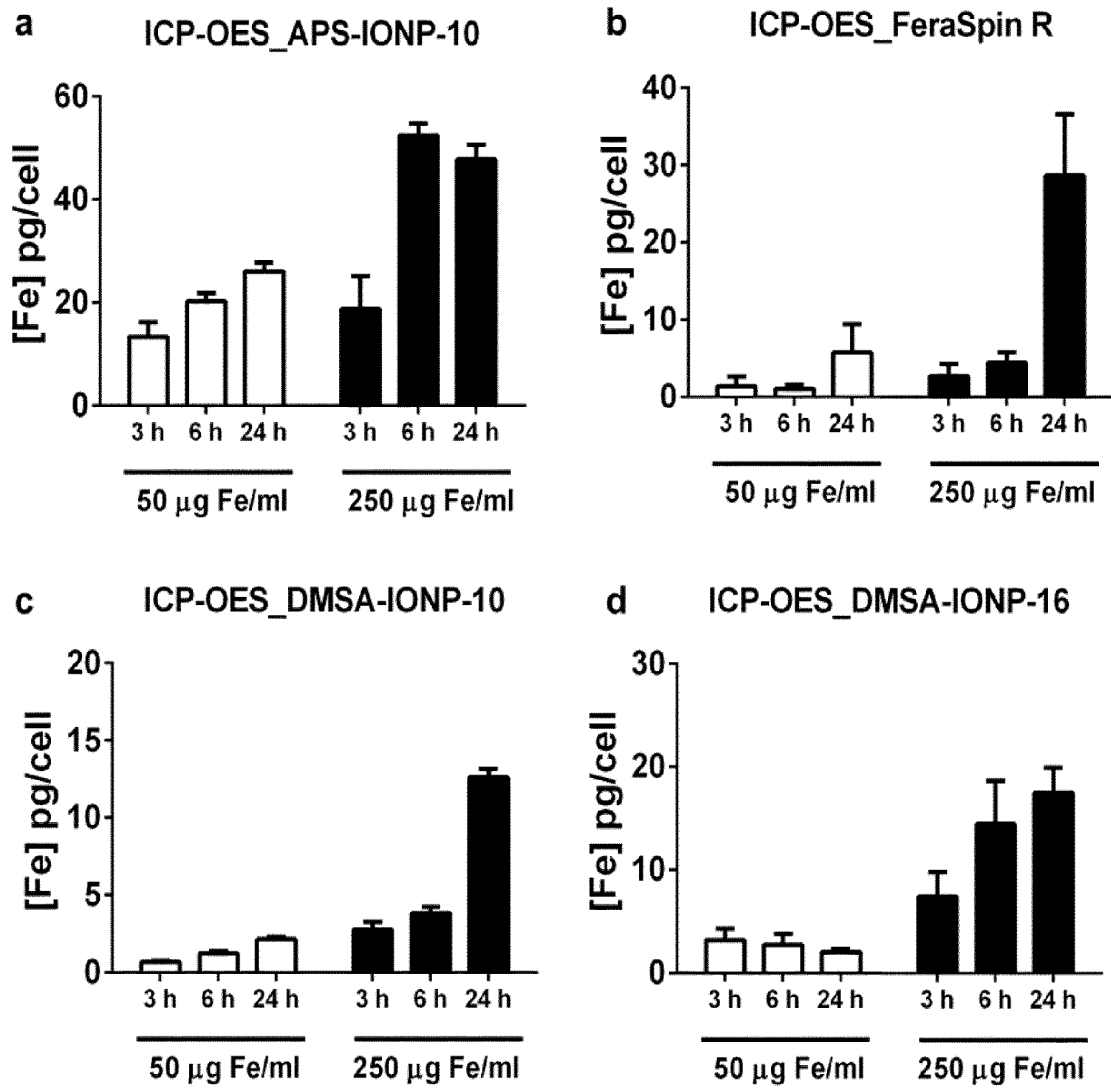 a
ICP-OES_APS-IONP-10
[Fe] pg/cell
60
40
20
0
3 h 6 h 24 h 3 h 6 h 24 h
50 μg Fe/ml 250 μg Fe/ml
b
ICP-OES_FeraSpin R
[Fe] pg/cell
40
30
20
10
0
3 h 6 h 24 h 3 h 6 h 24 h
50 μg Fe/ml 250 μg Fe/ml
c
ICP-OES_DMSA-IONP-10
[Fe] pg/cell
20
15
10
5
0
3 h 6 h 24 h 3 h 6 h 24 h
50 μg Fe/ml 250 μg Fe/ml
d
ICP-OES_DMSA-IONP-16
[Fe] pg/cell
30
20
10
0
3 h 6 h 24 h 3 h 6 h 24 h
50 μg Fe/ml 250 μg Fe/ml